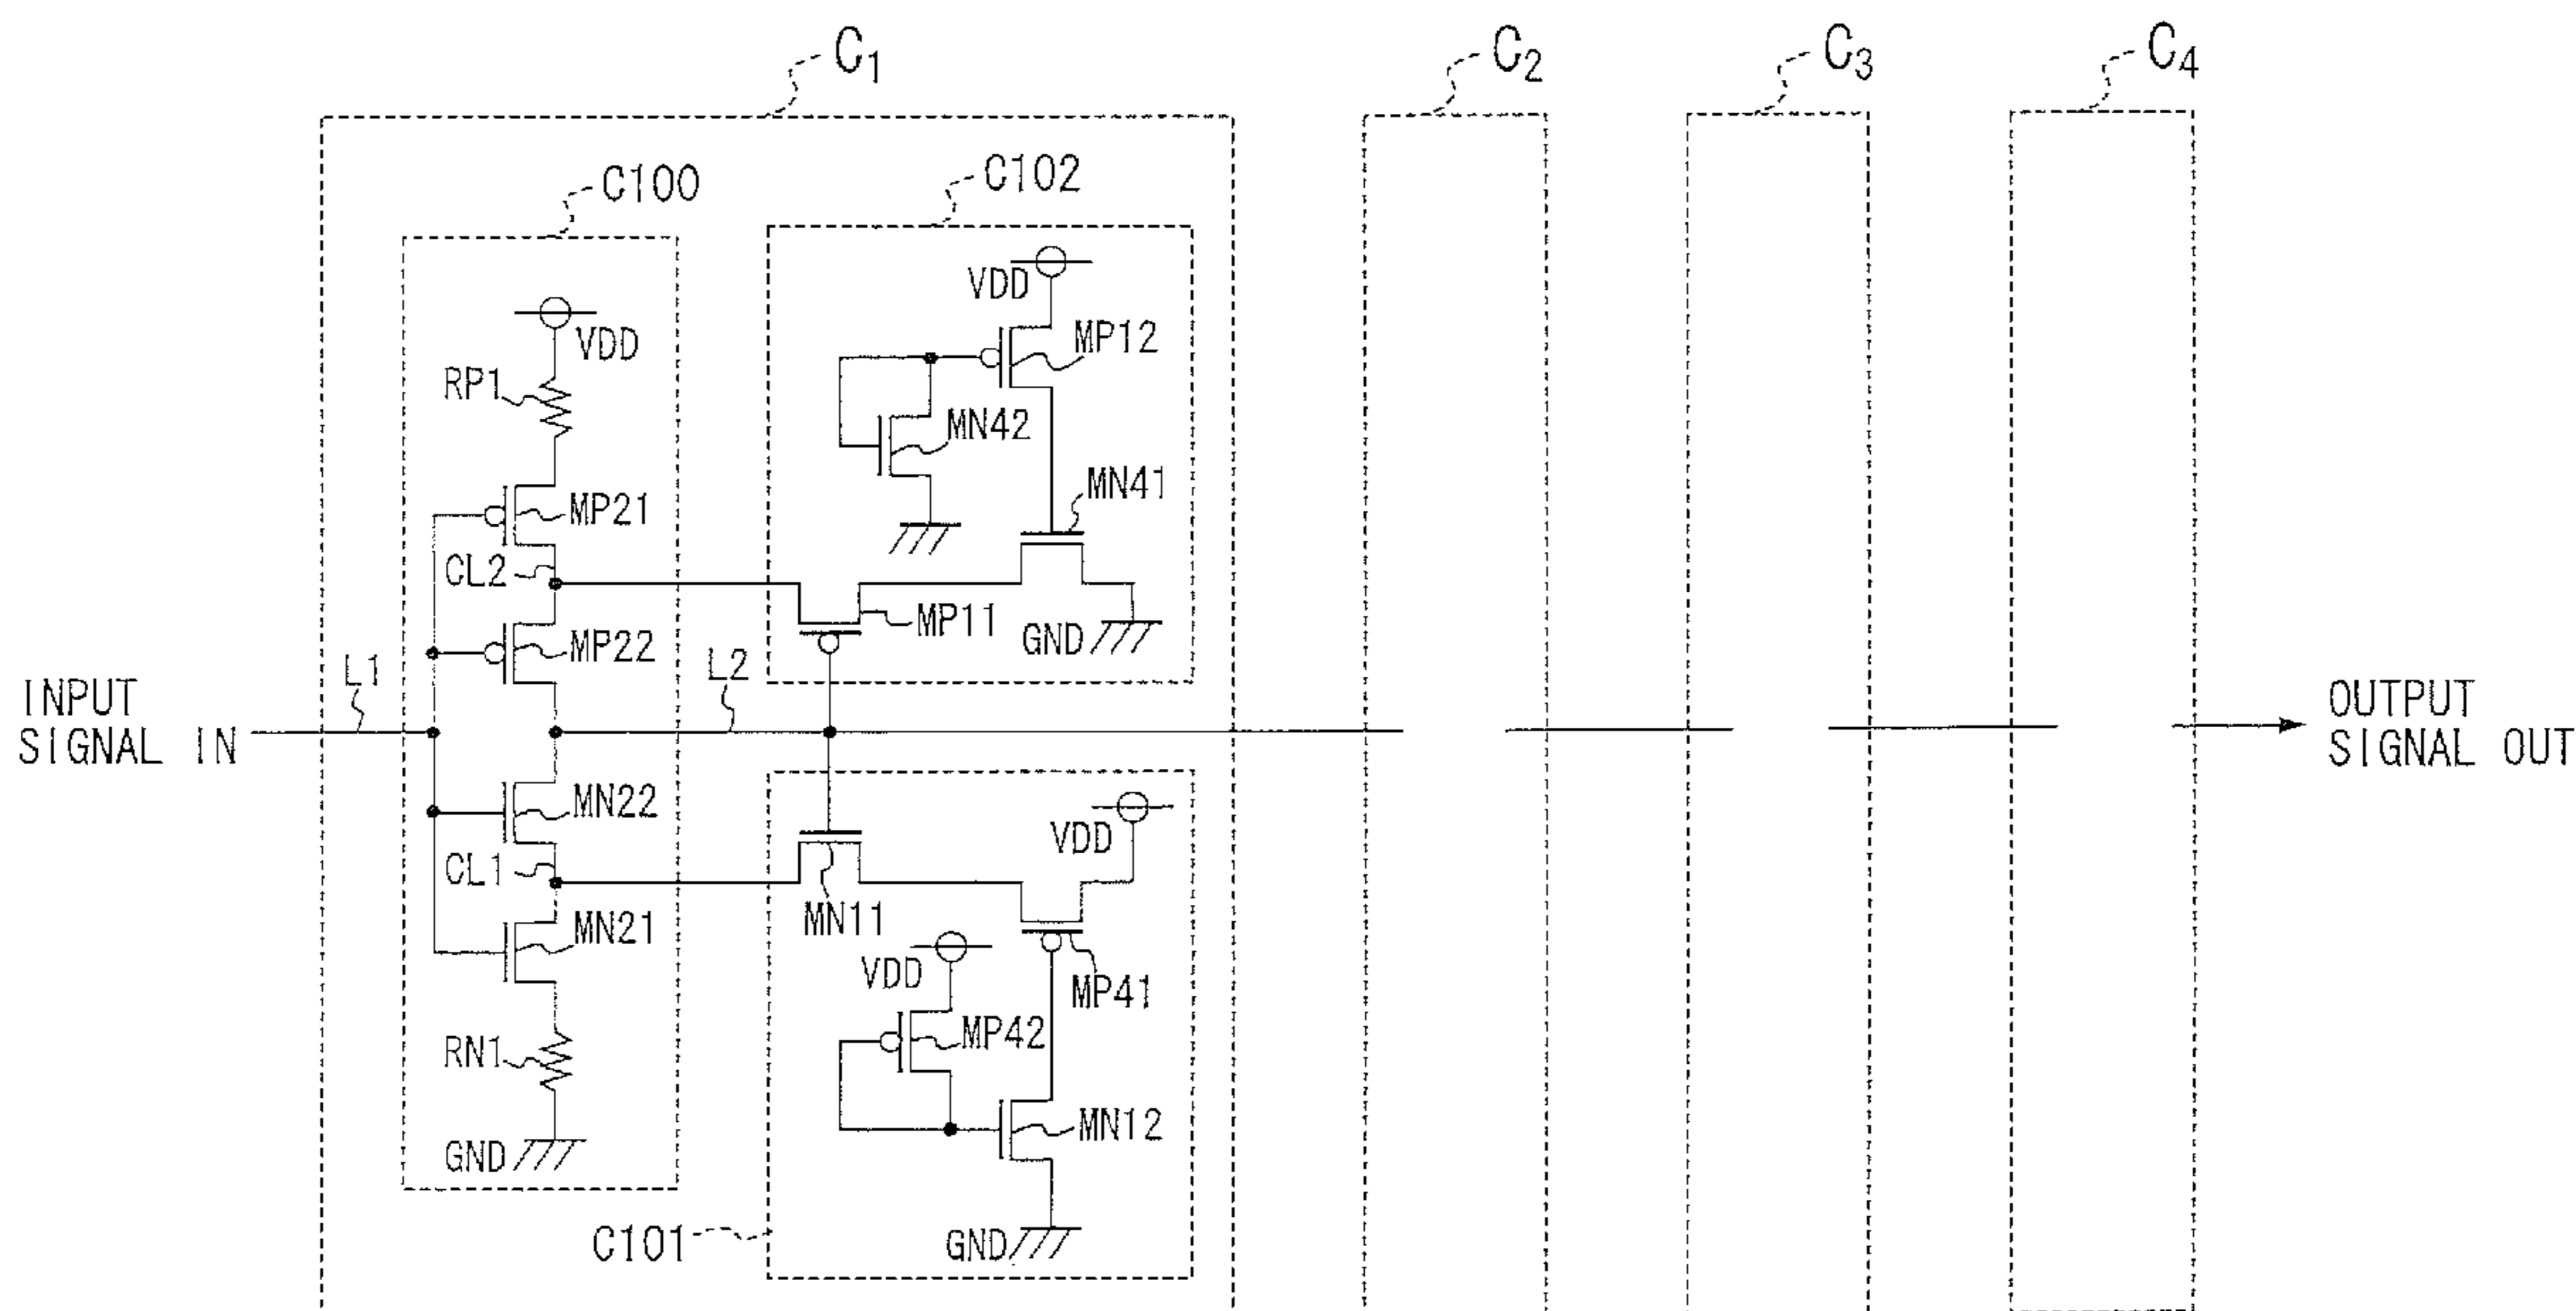 C1
C2
C3
C4
C100
C102
VDD
RP1
MP21
CL2
MP22
VDD
MP12
MN42
MN41
MP11
GND
INPUT
SIGNAL IN
L1
L2
OUTPUT
SIGNAL OUT
MN22
CL1
MN21
RN1
GND
VDD
MN11
VDD
MP41
MP42
MN12
GND
C101